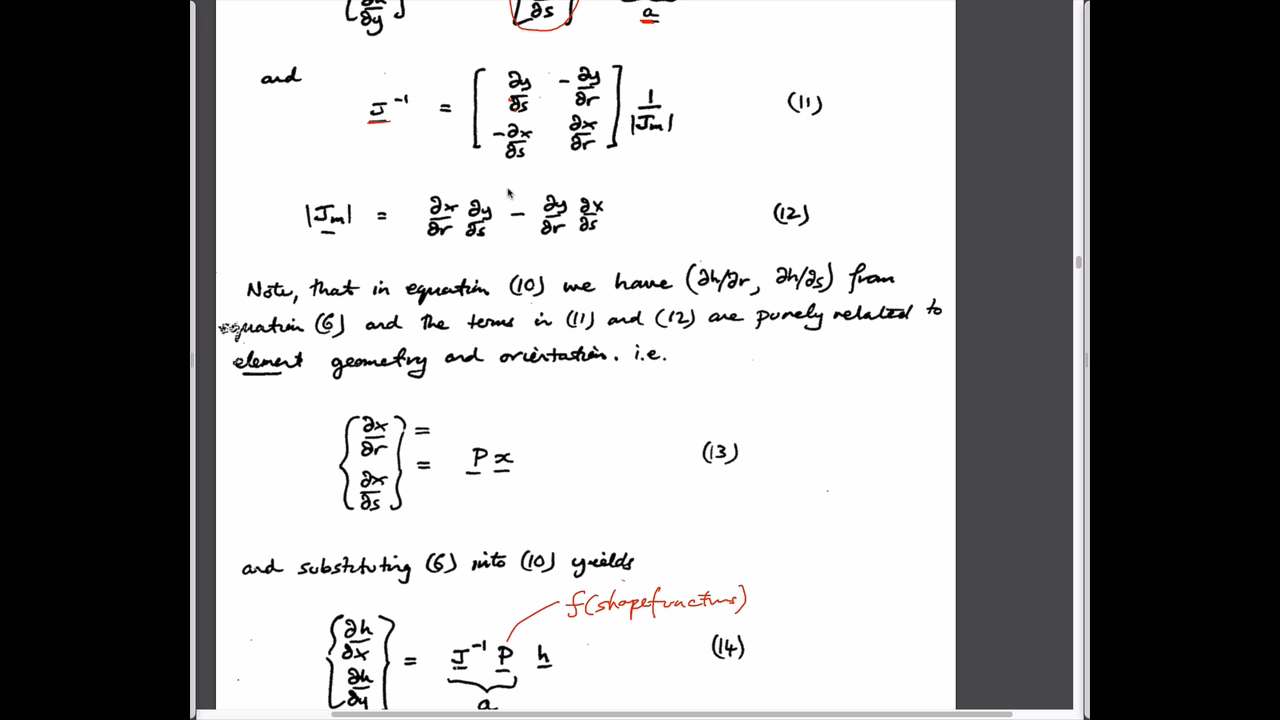 ∂y ∂s a
and
J⁻¹ = [ ∂y/∂s -∂y/∂r ; -∂x/∂s ∂x/∂r ] 1/|Jm| (11)
|Jm| = ∂x/∂r ∂y/∂s - ∂y/∂r ∂x/∂s (12)
Note, that in equation (10) we have (∂h/∂r, ∂h/∂s) from
equation (6) and the terms in (11) and (12) are purely related to
element geometry and orientation. i.e.
{ ∂x/∂r ; ∂x/∂s } = = P x (13)
and substituting (6) into (10) yields
f(shapefunctions)
{ ∂h/∂x ; ∂h/∂y } = J⁻¹ P h (14)
a